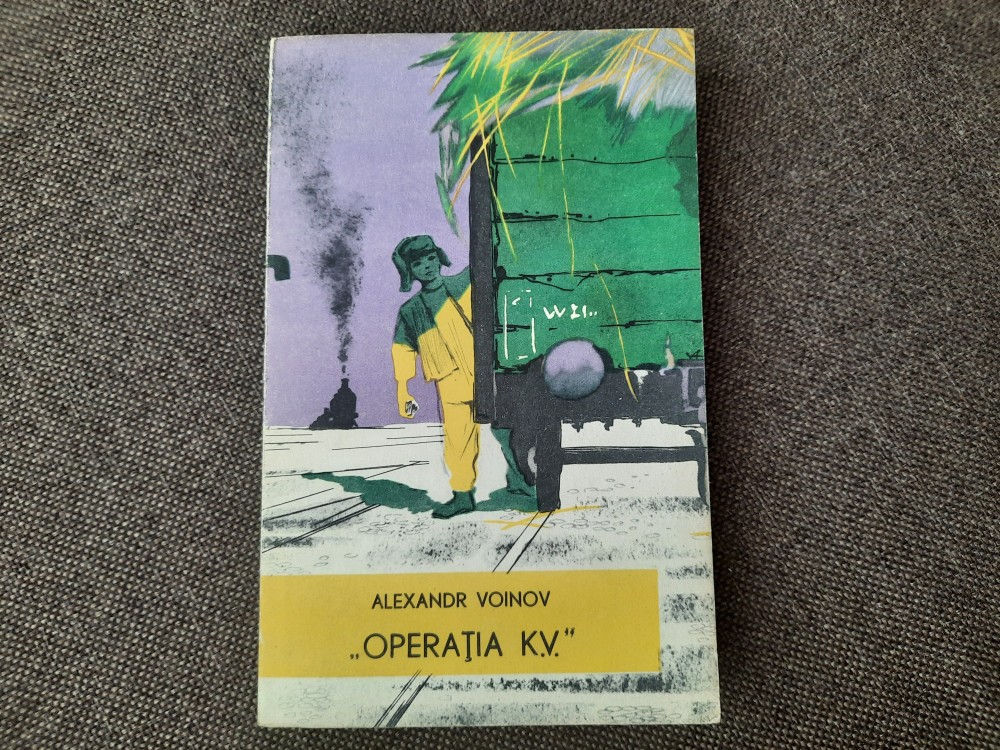 ALEXANDR VOINOV
„OPERAŢIA K.V."